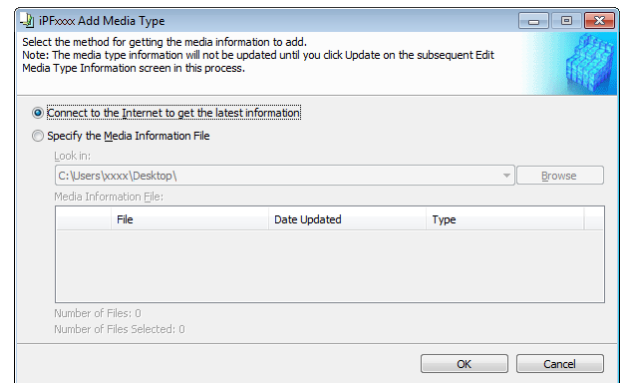 iPFxxxx Add Media Type
Select the method for getting the media information to add.
Note: The media type information will not be updated until you click Update on the subsequent Edit
Media Type Information screen in this process.
Connect to the Internet to get the latest information
Specify the Media Information File
Look in:
C:\Users\xxxx\Desktop\ Browse
Media Information File:
File Date Updated Type
Number of Files: 0
Number of Files Selected: 0
OK Cancel